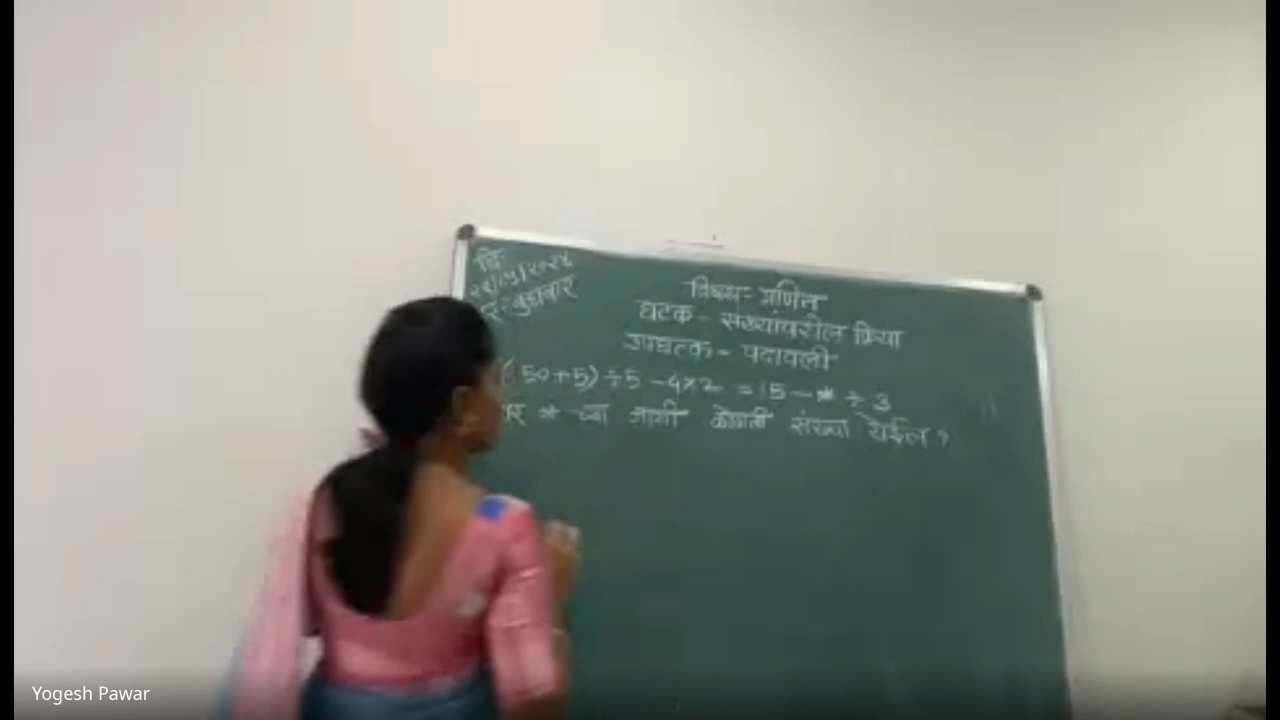 दि
वार: बुधवार
विषय:- गणित
घटक - संख्यांवरील क्रिया
उपघटक - पदावली
(50+5) ÷ 5 - 4×2 = 15 - * ÷ 3
तर * च्या जागी कोणती संख्या येईल ?
Yogesh Pawar